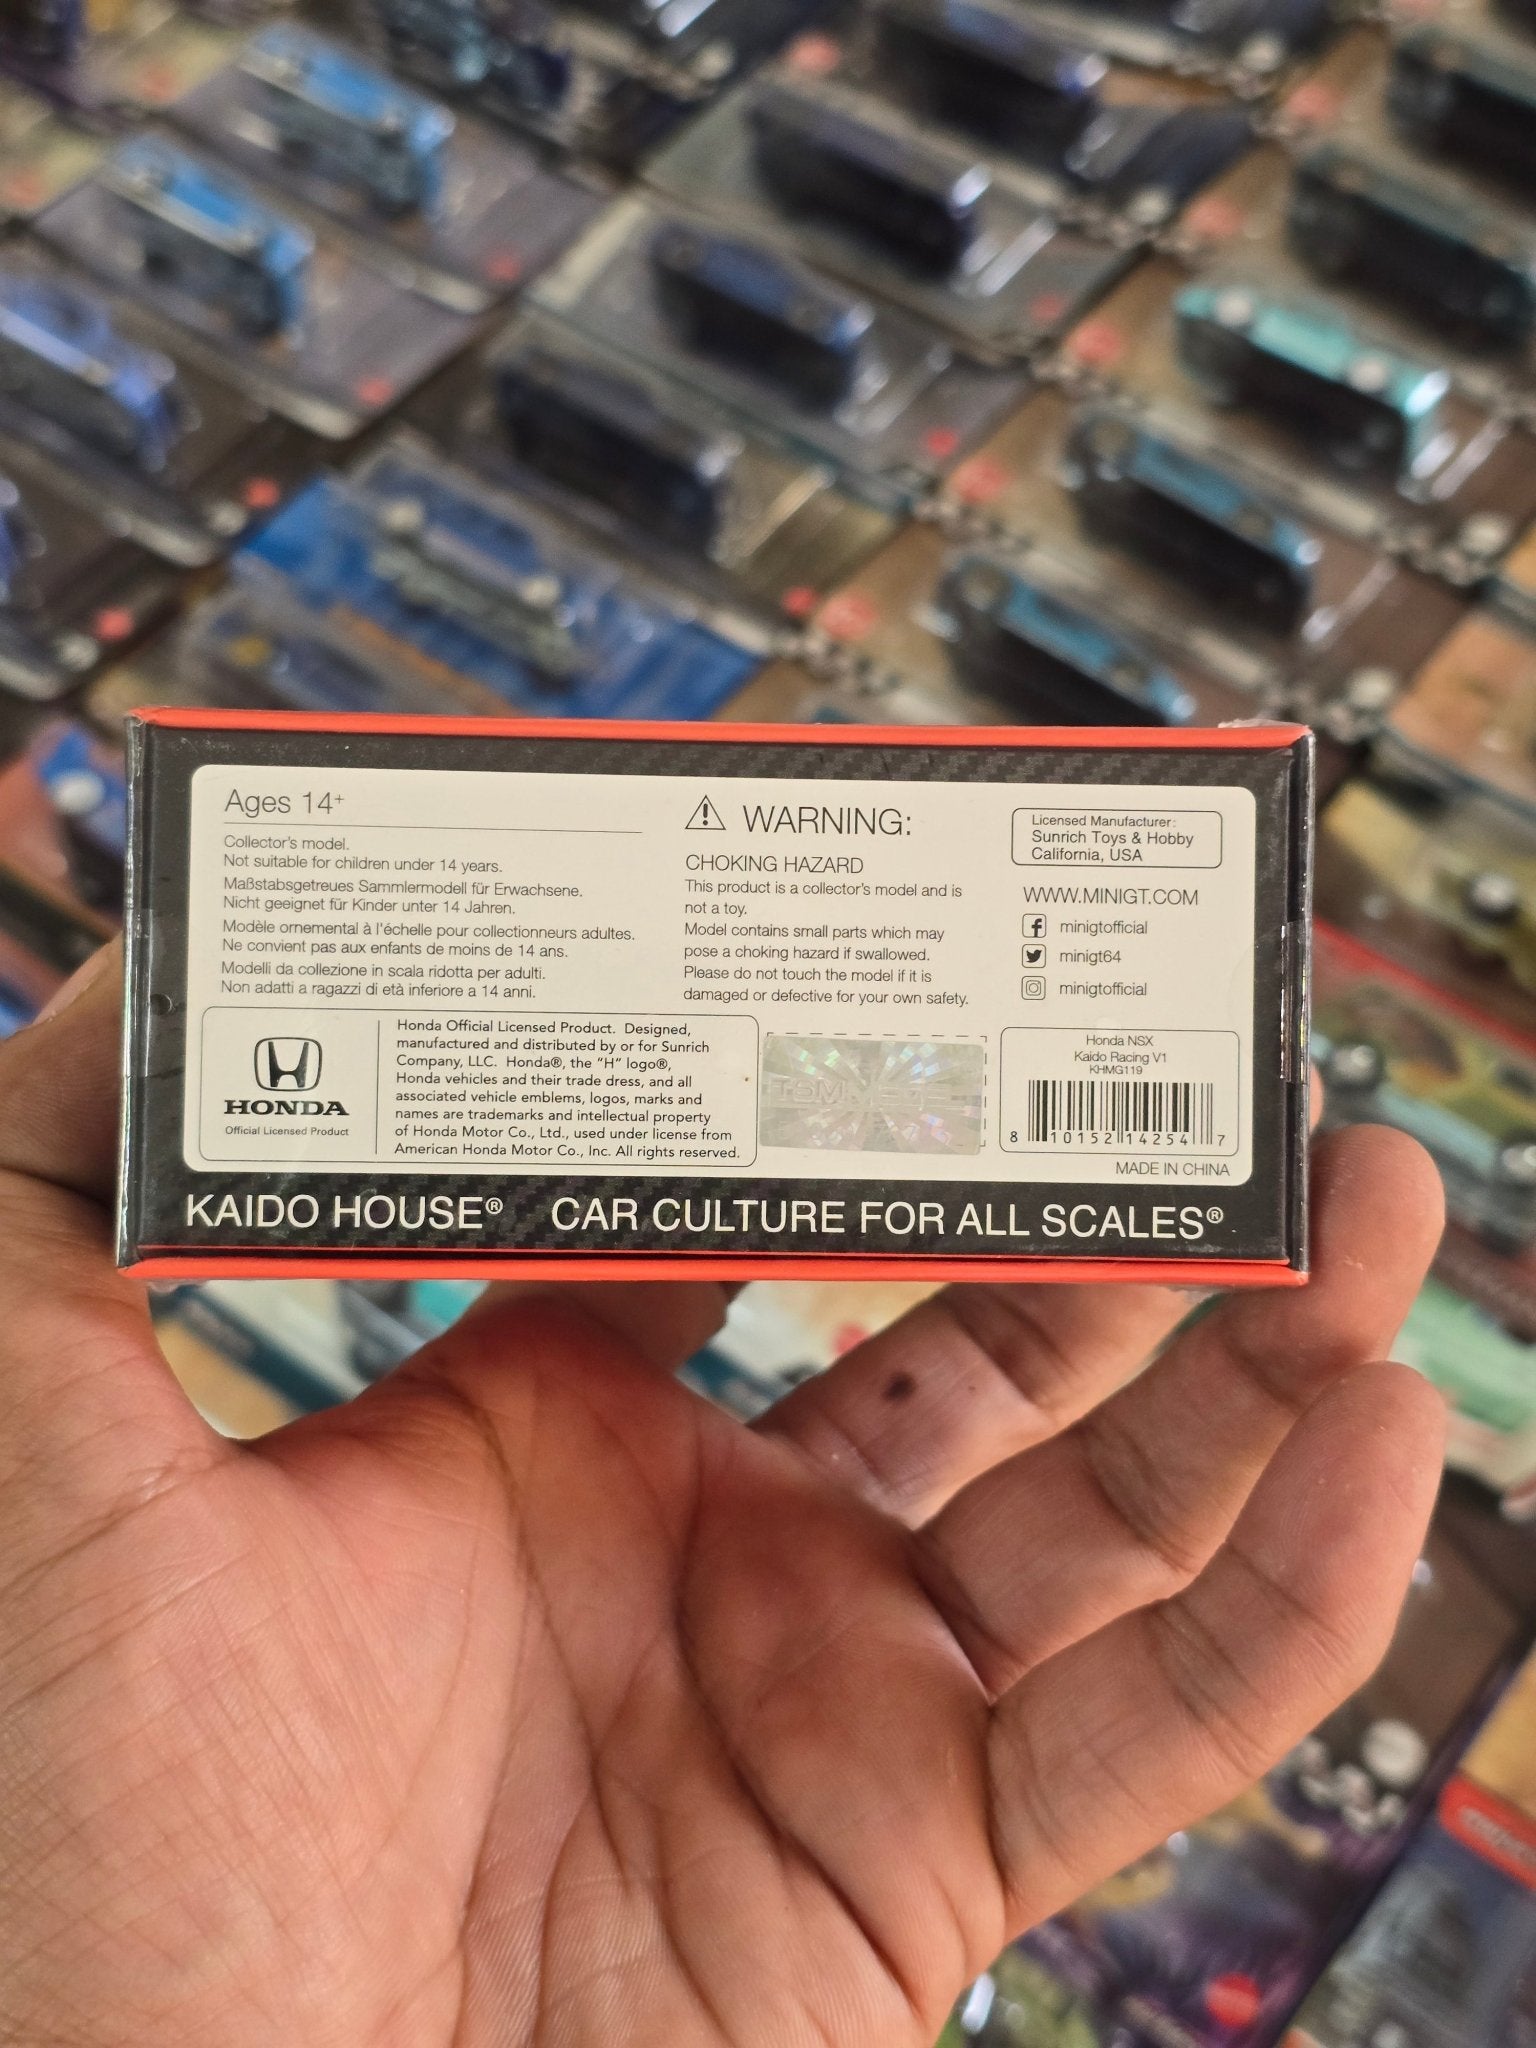 Ages 14+
Collector's model.
Not suitable for children under 14 years.
Maßstabsgetreues Sammlermodell für Erwachsene.
Nicht geeignet für Kinder unter 14 Jahren.
Modèle ornemental à l'échelle pour collectionneurs adultes.
Ne convient pas aux enfants de moins de 14 ans.
Modelli da collezione in scala ridotta per adulti.
Non adatti a ragazzi di età inferiore a 14 anni.
WARNING:
CHOKING HAZARD
This product is a collector's model and is
not a toy.
Model contains small parts which may
pose a choking hazard if swallowed.
Please do not touch the model if it is
damaged or defective for your own safety.
Licensed Manufacturer:
Sunrich Toys & Hobby
California, USA
WWW.MINIGT.COM
minigtofficial
minigt64
minigtofficial
HONDA
Official Licensed Product
Honda Official Licensed Product. Designed,
manufactured and distributed by or for Sunrich
Company, LLC. Honda®, the "H" logo®,
Honda vehicles and their trade dress, and all
associated vehicle emblems, logos, marks and
names are trademarks and intellectual property
of Honda Motor Co., Ltd., used under license from
American Honda Motor Co., Inc. All rights reserved.
TSM
Honda NSX
Kaido Racing V1
KHMG119
8 10152 14254 7
MADE IN CHINA
KAIDO HOUSE® CAR CULTURE FOR ALL SCALES®